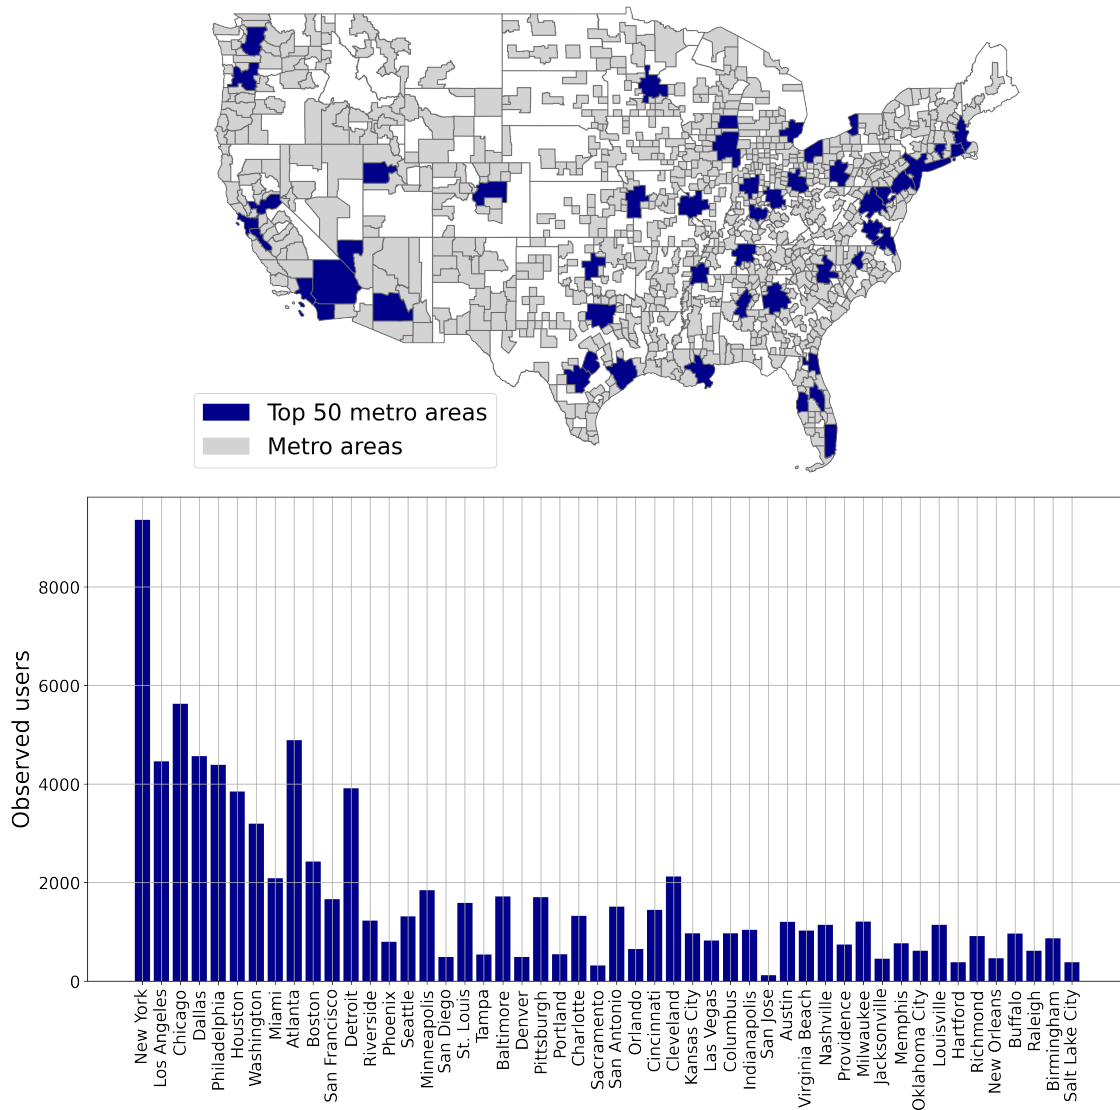 Top 50 metro areas
Metro areas
Observed users
8000
6000
4000
2000
0
New York
Los Angeles
Chicago
Dallas
Philadelphia
Houston
Washington
Miami
Atlanta
Boston
San Francisco
Detroit
Riverside
Phoenix
Seattle
Minneapolis
San Diego
St. Louis
Tampa
Baltimore
Denver
Pittsburgh
Portland
Charlotte
Sacramento
San Antonio
Orlando
Cincinnati
Cleveland
Kansas City
Las Vegas
Columbus
Indianapolis
San Jose
Austin
Virginia Beach
Nashville
Providence
Milwaukee
Jacksonville
Memphis
Oklahoma City
Louisville
Hartford
Richmond
New Orleans
Buffalo
Raleigh
Birmingham
Salt Lake City